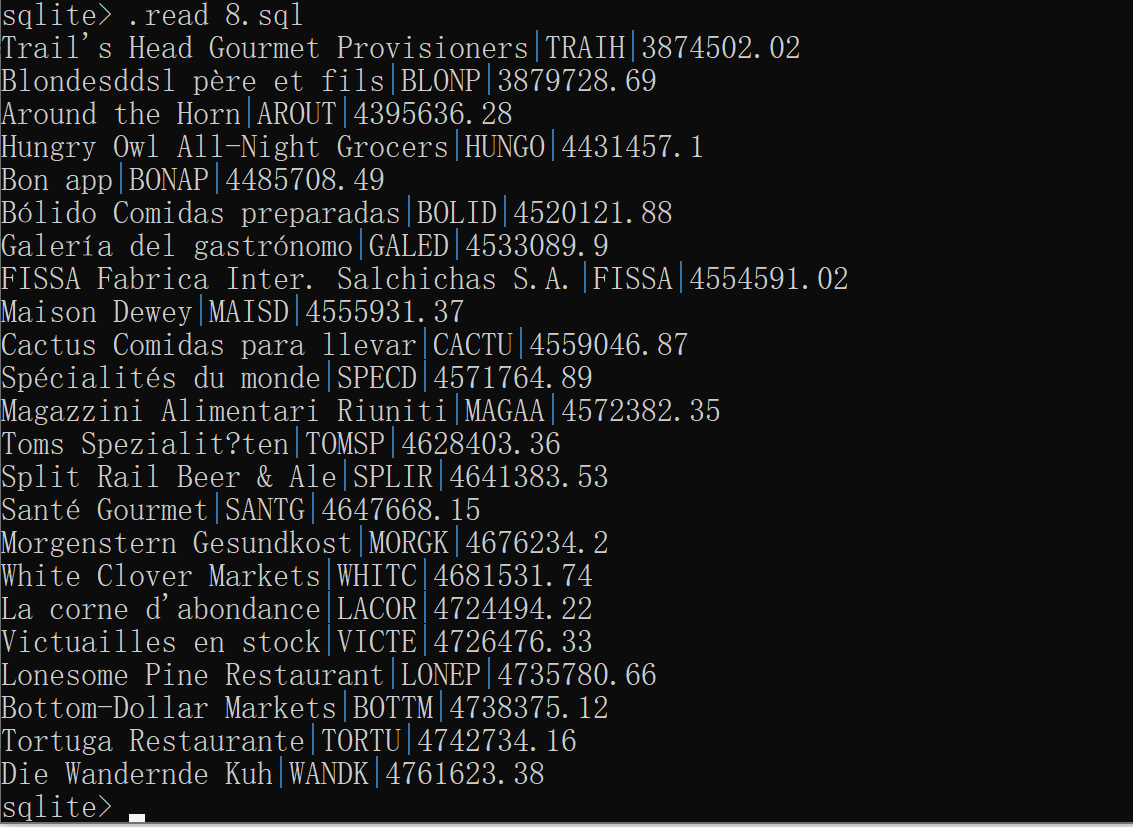 sqlite> .read 8.sql
Trail's Head Gourmet Provisioners|TRAIH|3874502.02
Blondesddsl père et fils|BLONP|3879728.69
Around the Horn|AROUT|4395636.28
Hungry Owl All-Night Grocers|HUNGO|4431457.1
Bon app|BONAP|4485708.49
Bólido Comidas preparadas|BOLID|4520121.88
Galería del gastrónomo|GALED|4533089.9
FISSA Fabrica Inter. Salchichas S.A.|FISSA|4554591.02
Maison Dewey|MAISD|4555931.37
Cactus Comidas para llevar|CACTU|4559046.87
Spécialités du monde|SPECD|4571764.89
Magazzini Alimentari Riuniti|MAGAA|4572382.35
Toms Spezialit?ten|TOMSP|4628403.36
Split Rail Beer & Ale|SPLIR|4641383.53
Santé Gourmet|SANTG|4647668.15
Morgenstern Gesundkost|MORGK|4676234.2
White Clover Markets|WHITC|4681531.74
La corne d'abondance|LACOR|4724494.22
Victuailles en stock|VICTE|4726476.33
Lonesome Pine Restaurant|LONEP|4735780.66
Bottom-Dollar Markets|BOTTM|4738375.12
Tortuga Restaurante|TORTU|4742734.16
Die Wandernde Kuh|WANDK|4761623.38
sqlite>